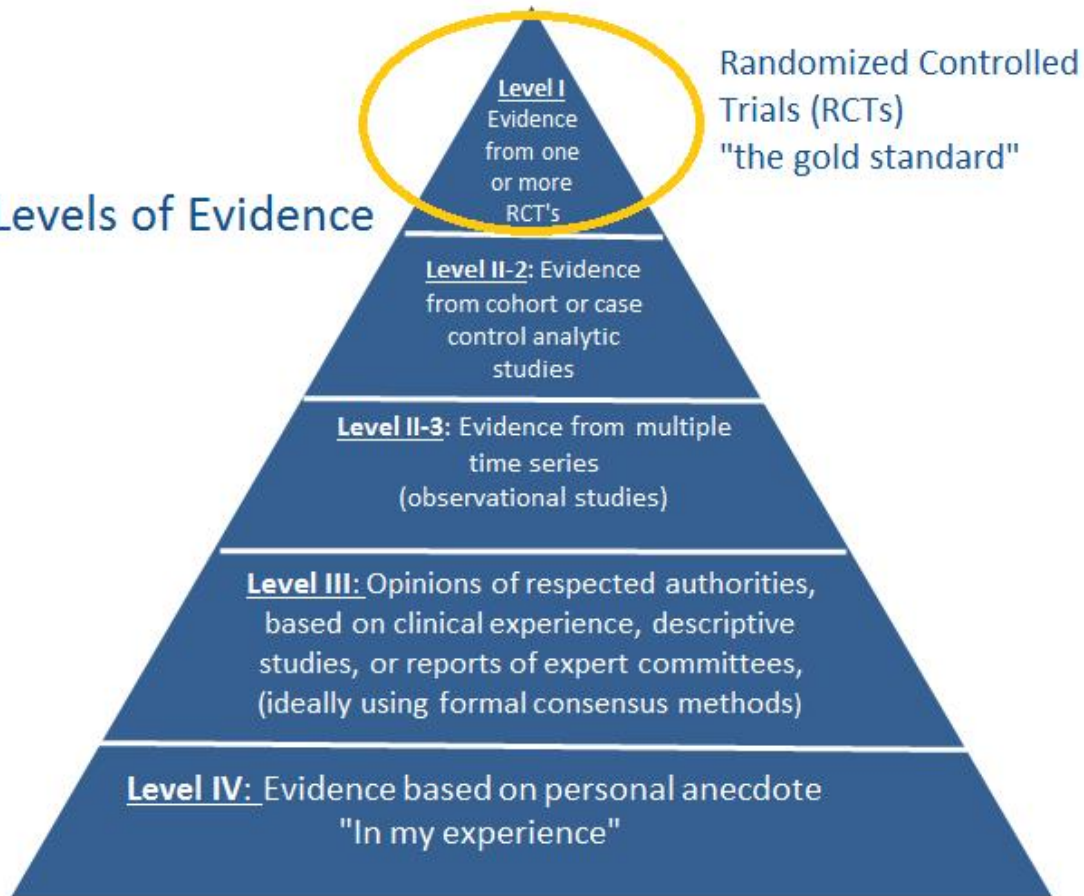 Level I
Evidence
from one
or more
RCT's
Randomized Controlled
Trials (RCTs)
"the gold standard"
Levels of Evidence
Level II-2: Evidence
from cohort or case
control analytic
studies
Level II-3: Evidence from multiple
time series
(observational studies)
Level III: Opinions of respected authorities,
based on clinical experience, descriptive
studies, or reports of expert committees,
(ideally using formal consensus methods)
Level IV: Evidence based on personal anecdote
"In my experience"